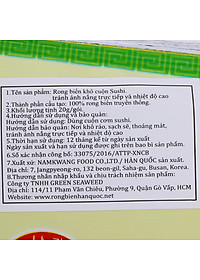 1.Tên sản phẩm: Rong biển khô cuộn Sushi.
tránh ánh nắng trực tiếp và nhiệt độ cao
2.Thành phần cấu tạo: 100% rong biển truyền thống.
3.Khối lượng tịnh 20g/gói.
4.Hướng dẫn sử dụng và bảo quản:
Hướng dẫn sử dụng: Dùng cuộn cơm sushi.
Hướng dẫn bảo quản: Nơi khô ráo, sạch sẽ, thoáng mát,
tránh ánh nắng trực tiếp và nhiệt độ cao
5.Thời hạn sử dụng: 12 tháng kể từ ngày sản xuất
Ngày sản xuất và hạn sử dụng được ghi trên bao bì sản phẩm.
6.Số xác nhận công bố: 33075/2016/ATTP-XNCB
7.Xuất xứ: NAMKWANG FOOD CO.,LTD./ HÀN QUỐC sản xuất.
Địa chỉ: 7, Jangpyeong-ro, 132 beon-gil, Saha-gu, Busan, Korea.
8.Thương nhân nhập khẩu và chịu trách nhiệm sản phẩm:
Công ty TNHH GREEN SEAWEED
Địa chỉ: 114/11 Phạm Văn Chiêu, Phường 9, Quận Gò Vấp, HCM
Website: www.rongbienhanquoc.net